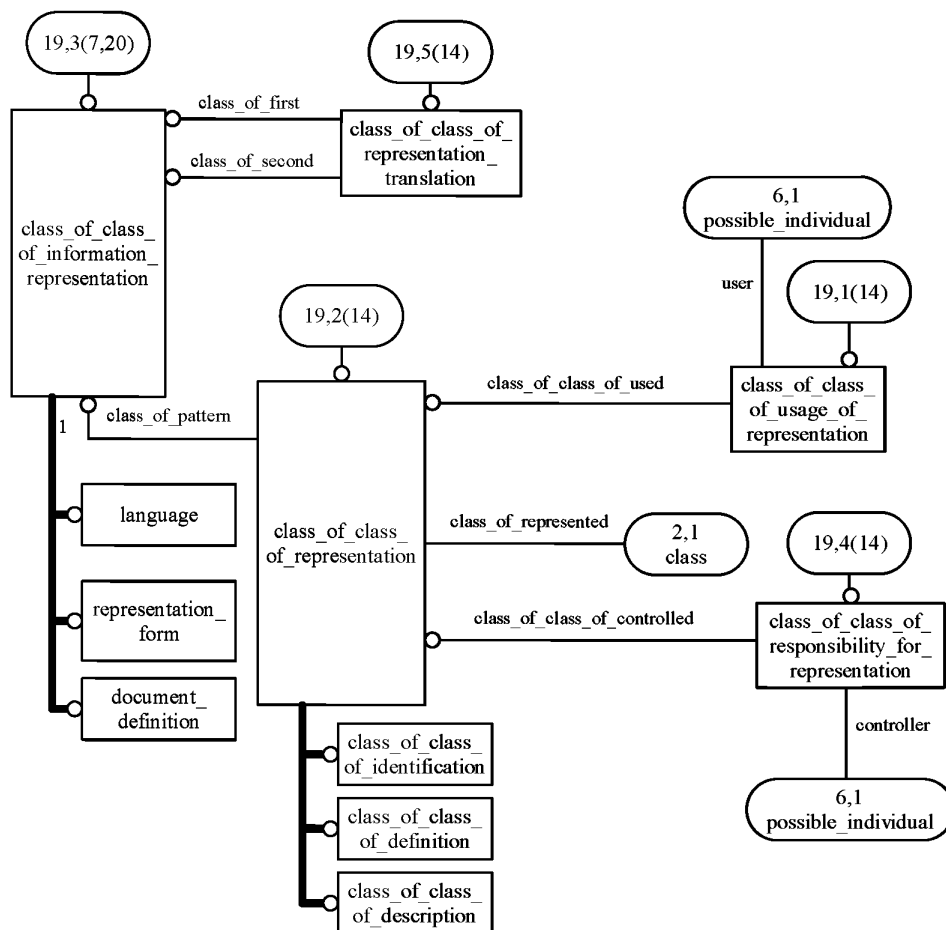 19,3(7,20)
19,5(14)
class_of_first
class_of_class_of_
representation_
translation
class_of_second
class_of_class_
of_information_
representation
6,1
possible_individual
user
19,1(14)
19,2(14)
class_of_class_of_used
class_of_class_
of_usage_of_
representation
1
class_of_pattern
language
class_of_class_
of_representation
class_of_represented
2,1
class
19,4(14)
representation_
form
class_of_class_of_controlled
class_of_class_of_
responsibility_for_
representation
document_
definition
controller
class_of_class_
of_identification
6,1
possible_individual
class_of_class_
of_definition
class_of_class_
of_description